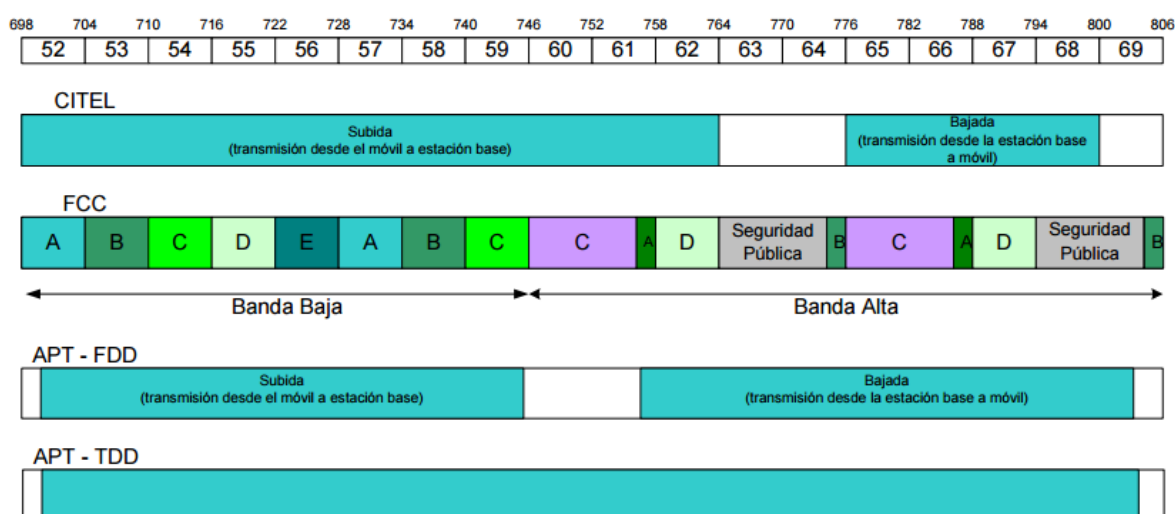 698 704 710 716 722 728 734 740 746 752 758 764 770 776 782 788 794 800 806
52 53 54 55 56 57 58 59 60 61 62 63 64 65 66 67 68 69
CITEL
Subida
(transmisión desde el móvil a estación base)
Bajada
(transmisión desde la estación base
a móvil)
FCC
A B C D E A B C C A D Seguridad Pública B C A D Seguridad Pública B
Banda Baja Banda Alta
APT - FDD
Subida
(transmisión desde el móvil a estación base)
Bajada
(transmisión desde la estación base a móvil)
APT - TDD